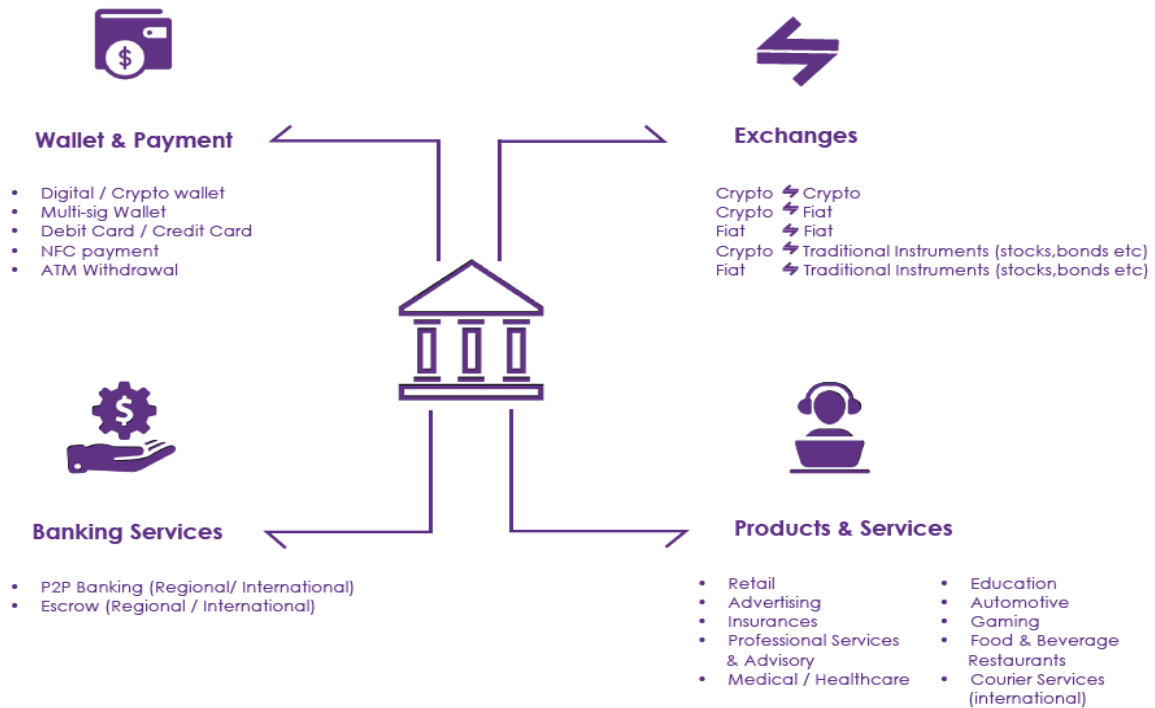 Wallet & Payment
• Digital / Crypto wallet
• Multi-sig Wallet
• Debit Card / Credit Card
• NFC payment
• ATM Withdrawal
Exchanges
Crypto Crypto
Crypto Fiat
Fiat Fiat
Crypto Traditional Instruments (stocks,bonds etc)
Fiat Traditional Instruments (stocks,bonds etc)
Banking Services
• P2P Banking (Regional/ International)
• Escrow (Regional / International)
Products & Services
• Retail
• Advertising
• Insurances
• Professional Services
& Advisory
• Medical / Healthcare
• Education
• Automotive
• Gaming
• Food & Beverage
Restaurants
• Courier Services
(international)
$
$